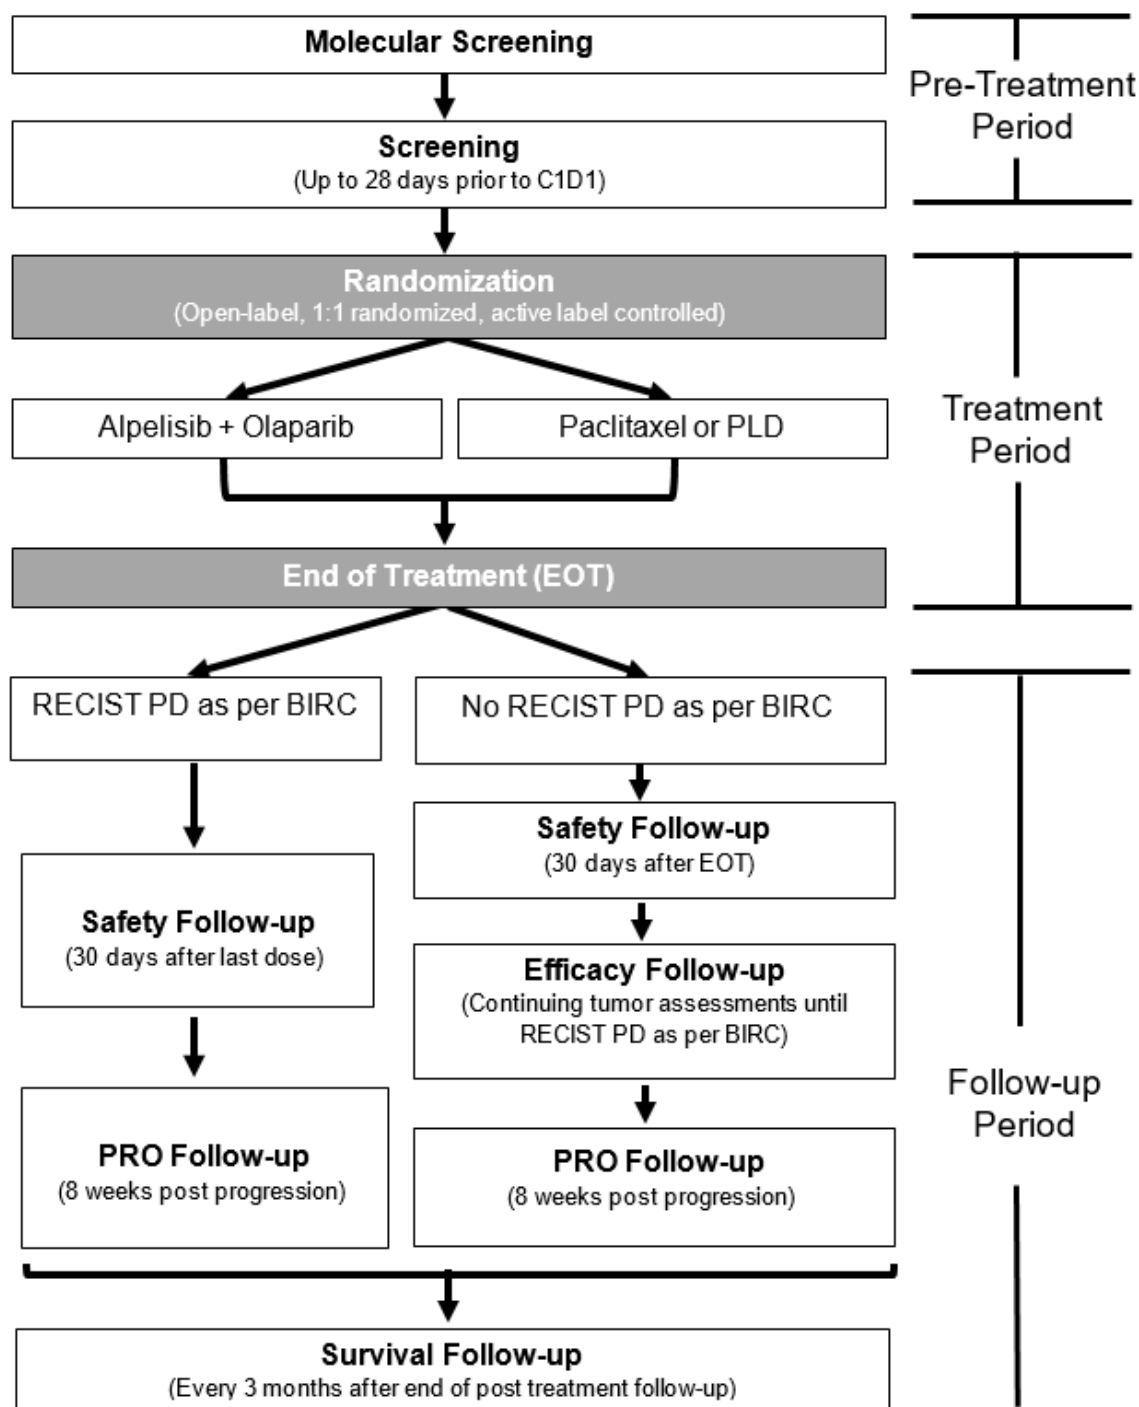 Molecular Screening
Pre-Treatment
Period
Screening
(Up to 28 days prior to C1D1)
Randomization
(Open-label, 1:1 randomized, active label controlled)
Alpelisib + Olaparib
Paclitaxel or PLD
Treatment
Period
End of Treatment (EOT)
RECIST PD as per BIRC
No RECIST PD as per BIRC
Safety Follow-up
(30 days after last dose)
Safety Follow-up
(30 days after EOT)
Efficacy Follow-up
(Continuing tumor assessments until
RECIST PD as per BIRC)
PRO Follow-up
(8 weeks post progression)
PRO Follow-up
(8 weeks post progression)
Follow-up
Period
Survival Follow-up
(Every 3 months after end of post treatment follow-up)